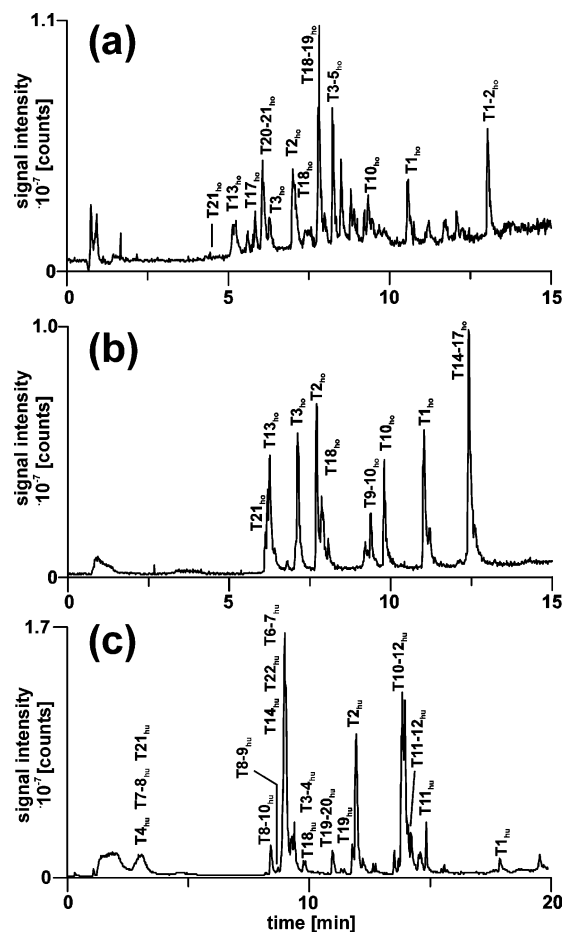 (a)
1.1
signal intensity
·10⁻⁷ [counts]
0
T21ho
T13ho
T17ho
T20-21ho
T3ho
T2ho
T18ho
T18-19ho
T3-5ho
T10ho
T1ho
T1-2ho
0 5 10 15
(b)
1.0
signal intensity
·10⁻⁷ [counts]
0
T21ho
T13ho
T3ho
T2ho
T18ho
T9-10ho
T10ho
T1ho
T14-17ho
0 5 10 15
(c)
1.7
signal intensity
·10⁻⁷ [counts]
0
T4hu T7-8hu T21hu
T8-9hu
T8-10hu
T14hu T22hu T6-7hu
T18hu T3-4hu
T19-20hu
T19hu
T2hu
T10-12hu
T11-12hu
T11hu
T1hu
0 10 20
time [min]